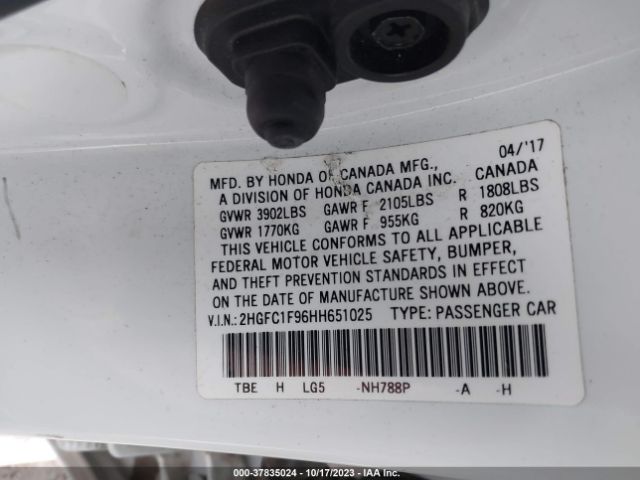 04/'17
MFD. BY HONDA OF CANADA MFG.,
A DIVISION OF HONDA CANADA INC. CANADA
GVWR 3902LBS GAWR F 2105LBS R 1808LBS
GVWR 1770KG GAWR F 955KG R 820KG
THIS VEHICLE CONFORMS TO ALL APPLICABLE
FEDERAL MOTOR VEHICLE SAFETY, BUMPER,
AND THEFT PREVENTION STANDARDS IN EFFECT
ON THE DATE OF MANUFACTURE SHOWN ABOVE.
V.I.N.: 2HGFC1F96HH651025 TYPE: PASSENGER CAR
TBE H LG5 -NH788P -A -H
000-37835024 - 10/17/2023 - IAAI.COM